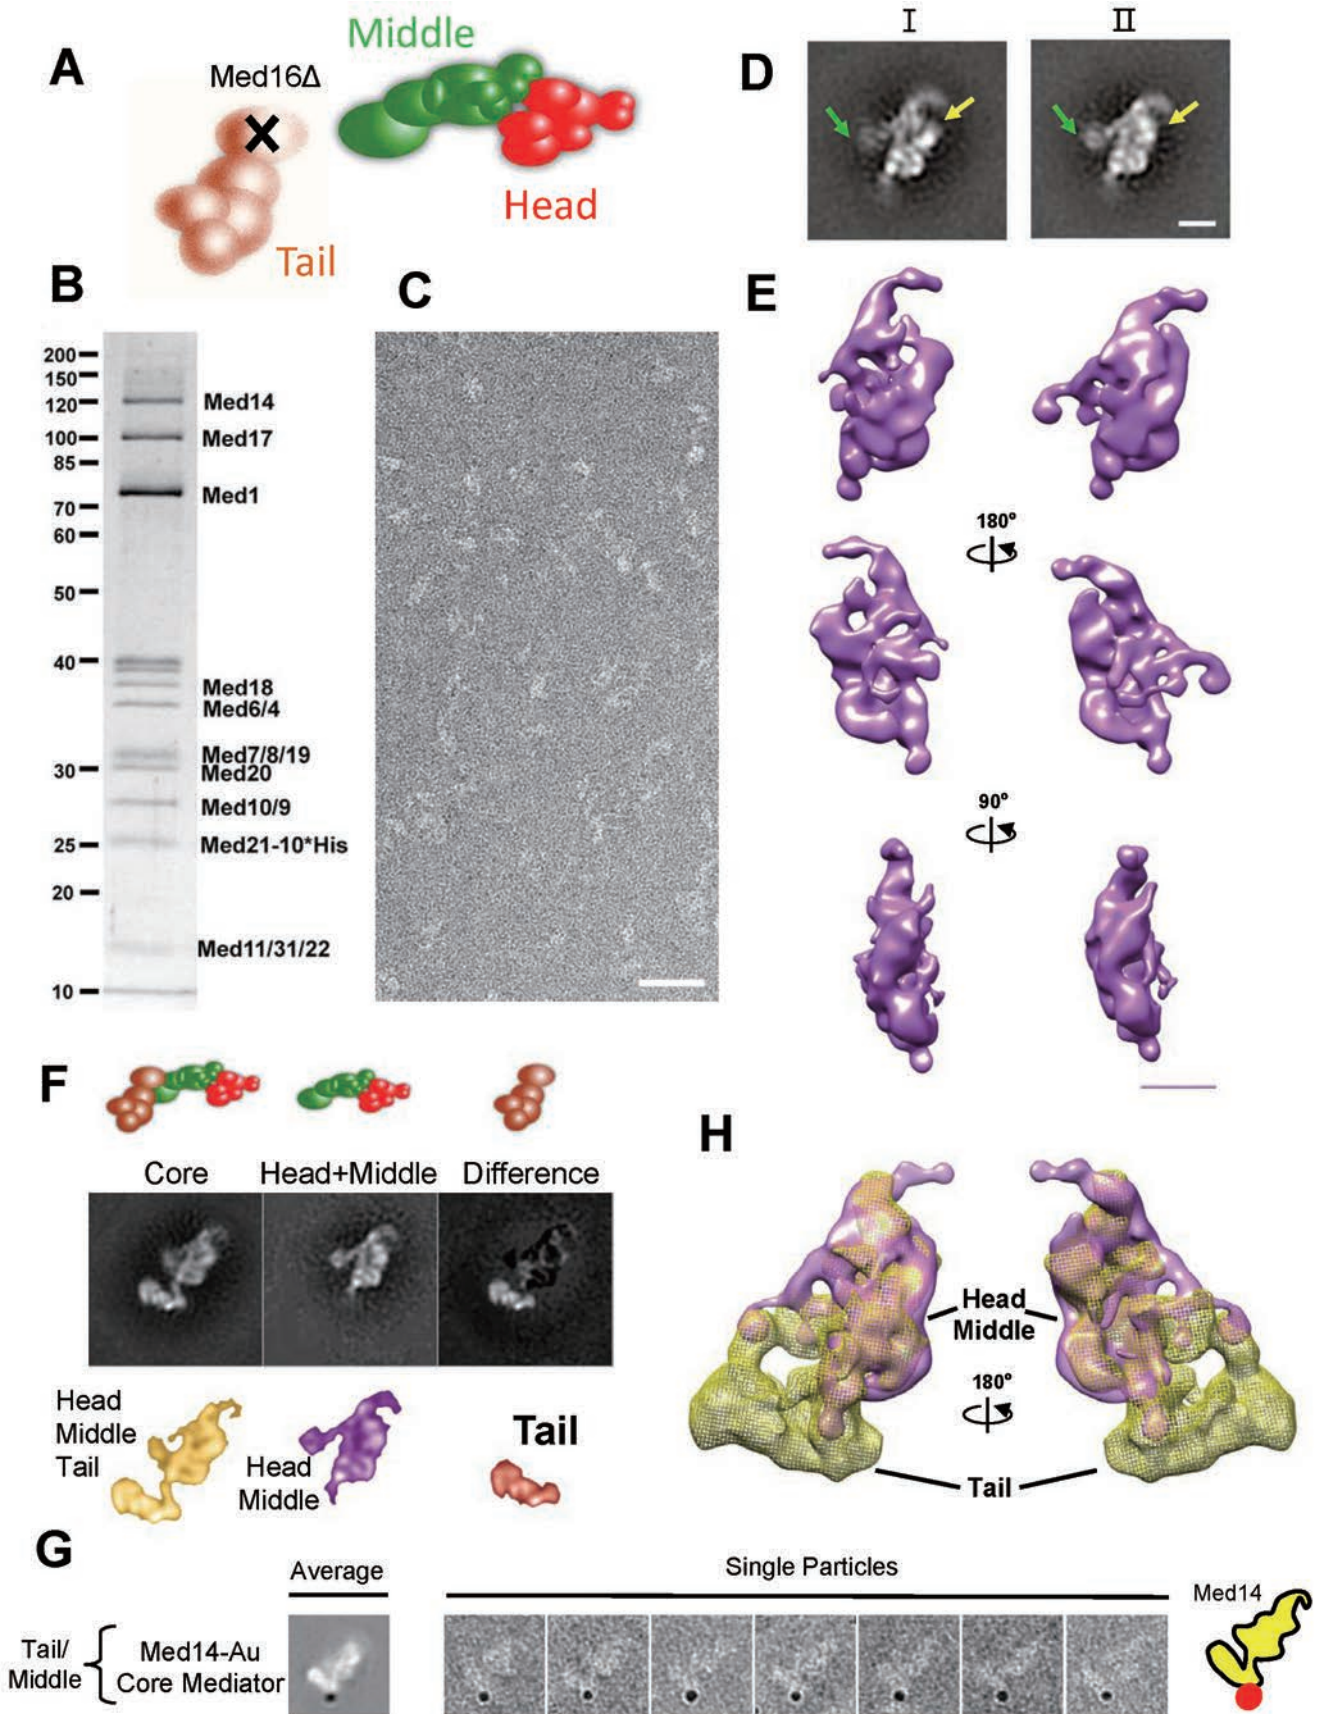 A
Med16Δ
Middle
Head
Tail
B
200
150
120
100
85
70
60
50
40
30
25
20
10
Med14
Med17
Med1
Med18
Med6/4
Med7/8/19
Med20
Med10/9
Med21-10*His
Med11/31/22
C
D
I
II
E
180º
90º
F
Core
Head+Middle
Difference
Head
Middle
Tail
Head
Middle
Tail
H
Head
Middle
180º
Tail
G
Average
Single Particles
Med14
Tail/
Middle
Med14-Au
Core Mediator